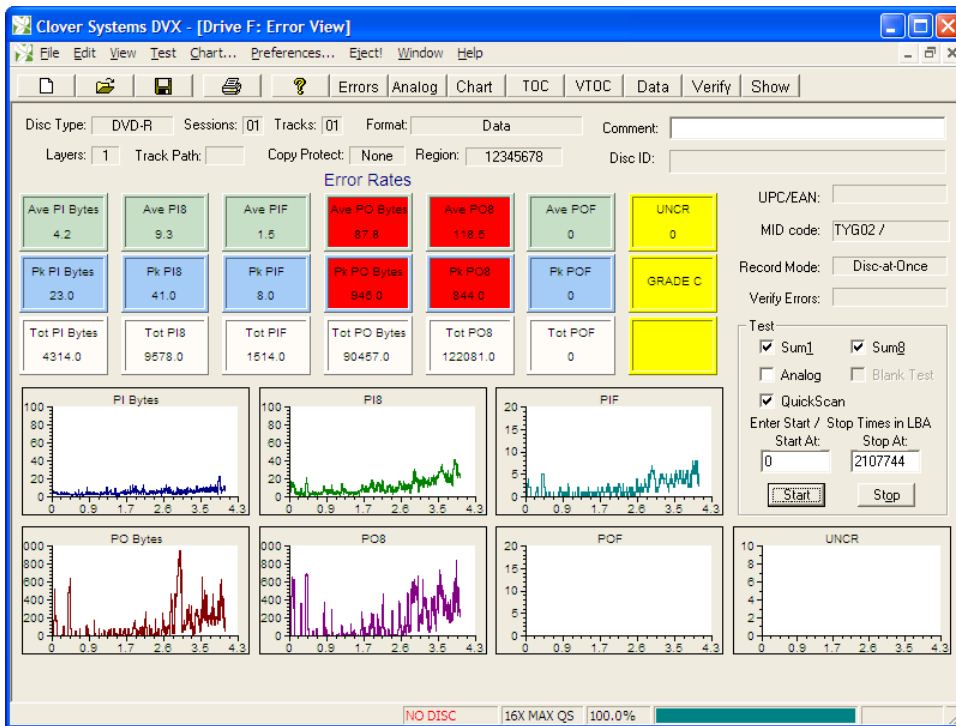 Clover Systems DVX - [Drive F: Error View]
File Edit View Test Chart... Preferences... Eject! Window Help
Errors Analog Chart TOC VTOC Data Verify Show
Disc Type: DVD-R Sessions: 01 Tracks: 01 Format: Data Comment:
Layers: 1 Track Path: Copy Protect: None Region: 12345678 Disc ID:
Error Rates
Ave PI Bytes Ave PI8 Ave PIF Ave PO Bytes Ave PO8 Ave POF UNCR
4.2 9.3 1.5 87.8 118.5 0 0
Pk PI Bytes Pk PI8 Pk PIF Pk PO Bytes Pk PO8 Pk POF GRADE C
23.0 41.0 8.0 946.0 844.0 0
Tot PI Bytes Tot PI8 Tot PIF Tot PO Bytes Tot PO8 Tot POF
4314.0 9578.0 1514.0 90457.0 122081.0 0
UPC/EAN:
MID code: TYG02 /
Record Mode: Disc-at-Once
Verify Errors:
Test
Sum1 Sum8
Analog Blank Test
QuickScan
Enter Start / Stop Times in LBA
Start At: Stop At:
0 2107744
Start Stop
PI Bytes
100
80
60
40
20
0
0 0.9 1.7 2.6 3.5 4.3
PI8
100
80
60
40
20
0
0 0.9 1.7 2.6 3.5 4.3
PIF
20
15
10
5
0
0 0.9 1.7 2.6 3.5 4.3
PO Bytes
000
800
600
400
200
0
0 0.9 1.7 2.6 3.5 4.3
PO8
000
800
600
400
200
0
0 0.9 1.7 2.6 3.5 4.3
POF
20
15
10
5
0
0 0.9 1.7 2.6 3.5 4.3
UNCR
10
8
6
4
2
0
0 0.9 1.7 2.6 3.5 4.3
NO DISC 16X MAX QS 100.0%